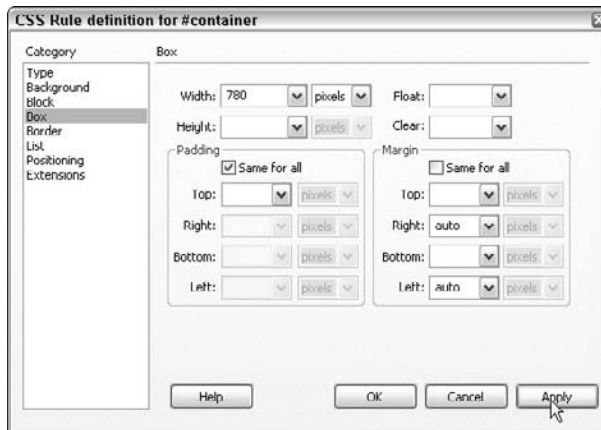 CSS Rule definition for #container
Category
Box
Type
Background
Block
Box
Border
List
Positioning
Extensions
Width: 780 pixels Float:
Height: pixels Clear:
Padding Margin
Same for all Same for all
Top: pixels Top: pixels
Right: pixels Right: auto pixels
Bottom: pixels Bottom: pixels
Left: pixels Left: auto pixels
Help OK Cancel Apply